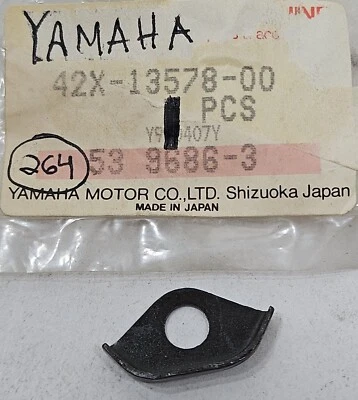 YAMAHA
42X-13578-00
1 PCS
264
53 9686-3
YAMAHA MOTOR CO.,LTD. Shizuoka Japan
MADE IN JAPAN